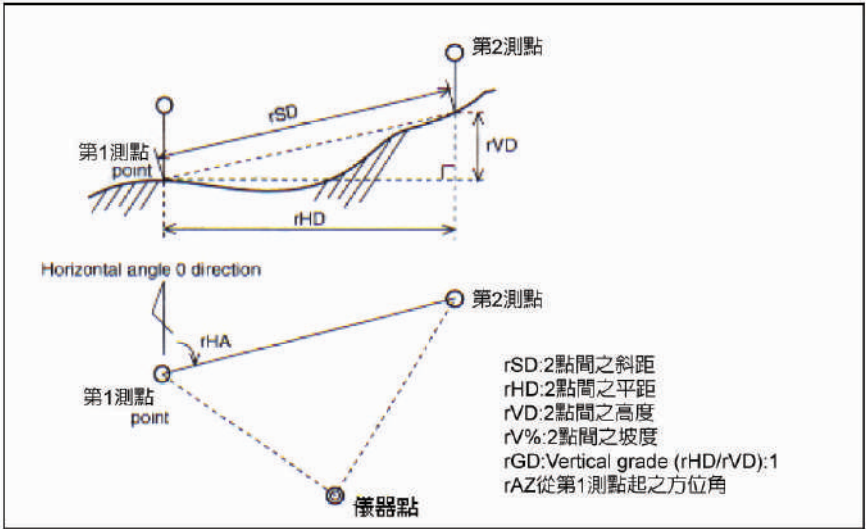 第2測點
rSD
第1測點
point
rVD
rHD
Horizontal angle 0 direction
第2測點
rHA
第1測點
point
儀器點
rSD:2點間之斜距
rHD:2點間之平距
rVD:2點間之高度
rV%:2點間之坡度
rGD:Vertical grade (rHD/rVD):1
rAZ從第1測點起之方位角